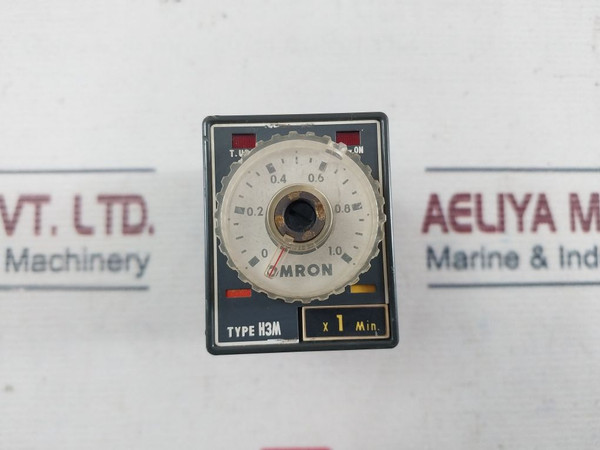 ON
0.4 0.6
0.2 0.8
0 1.0
OMRON
TYPE H3M
x 1 Min.
VT. LTD.
Machinery
AELIYA M
Marine & Ind